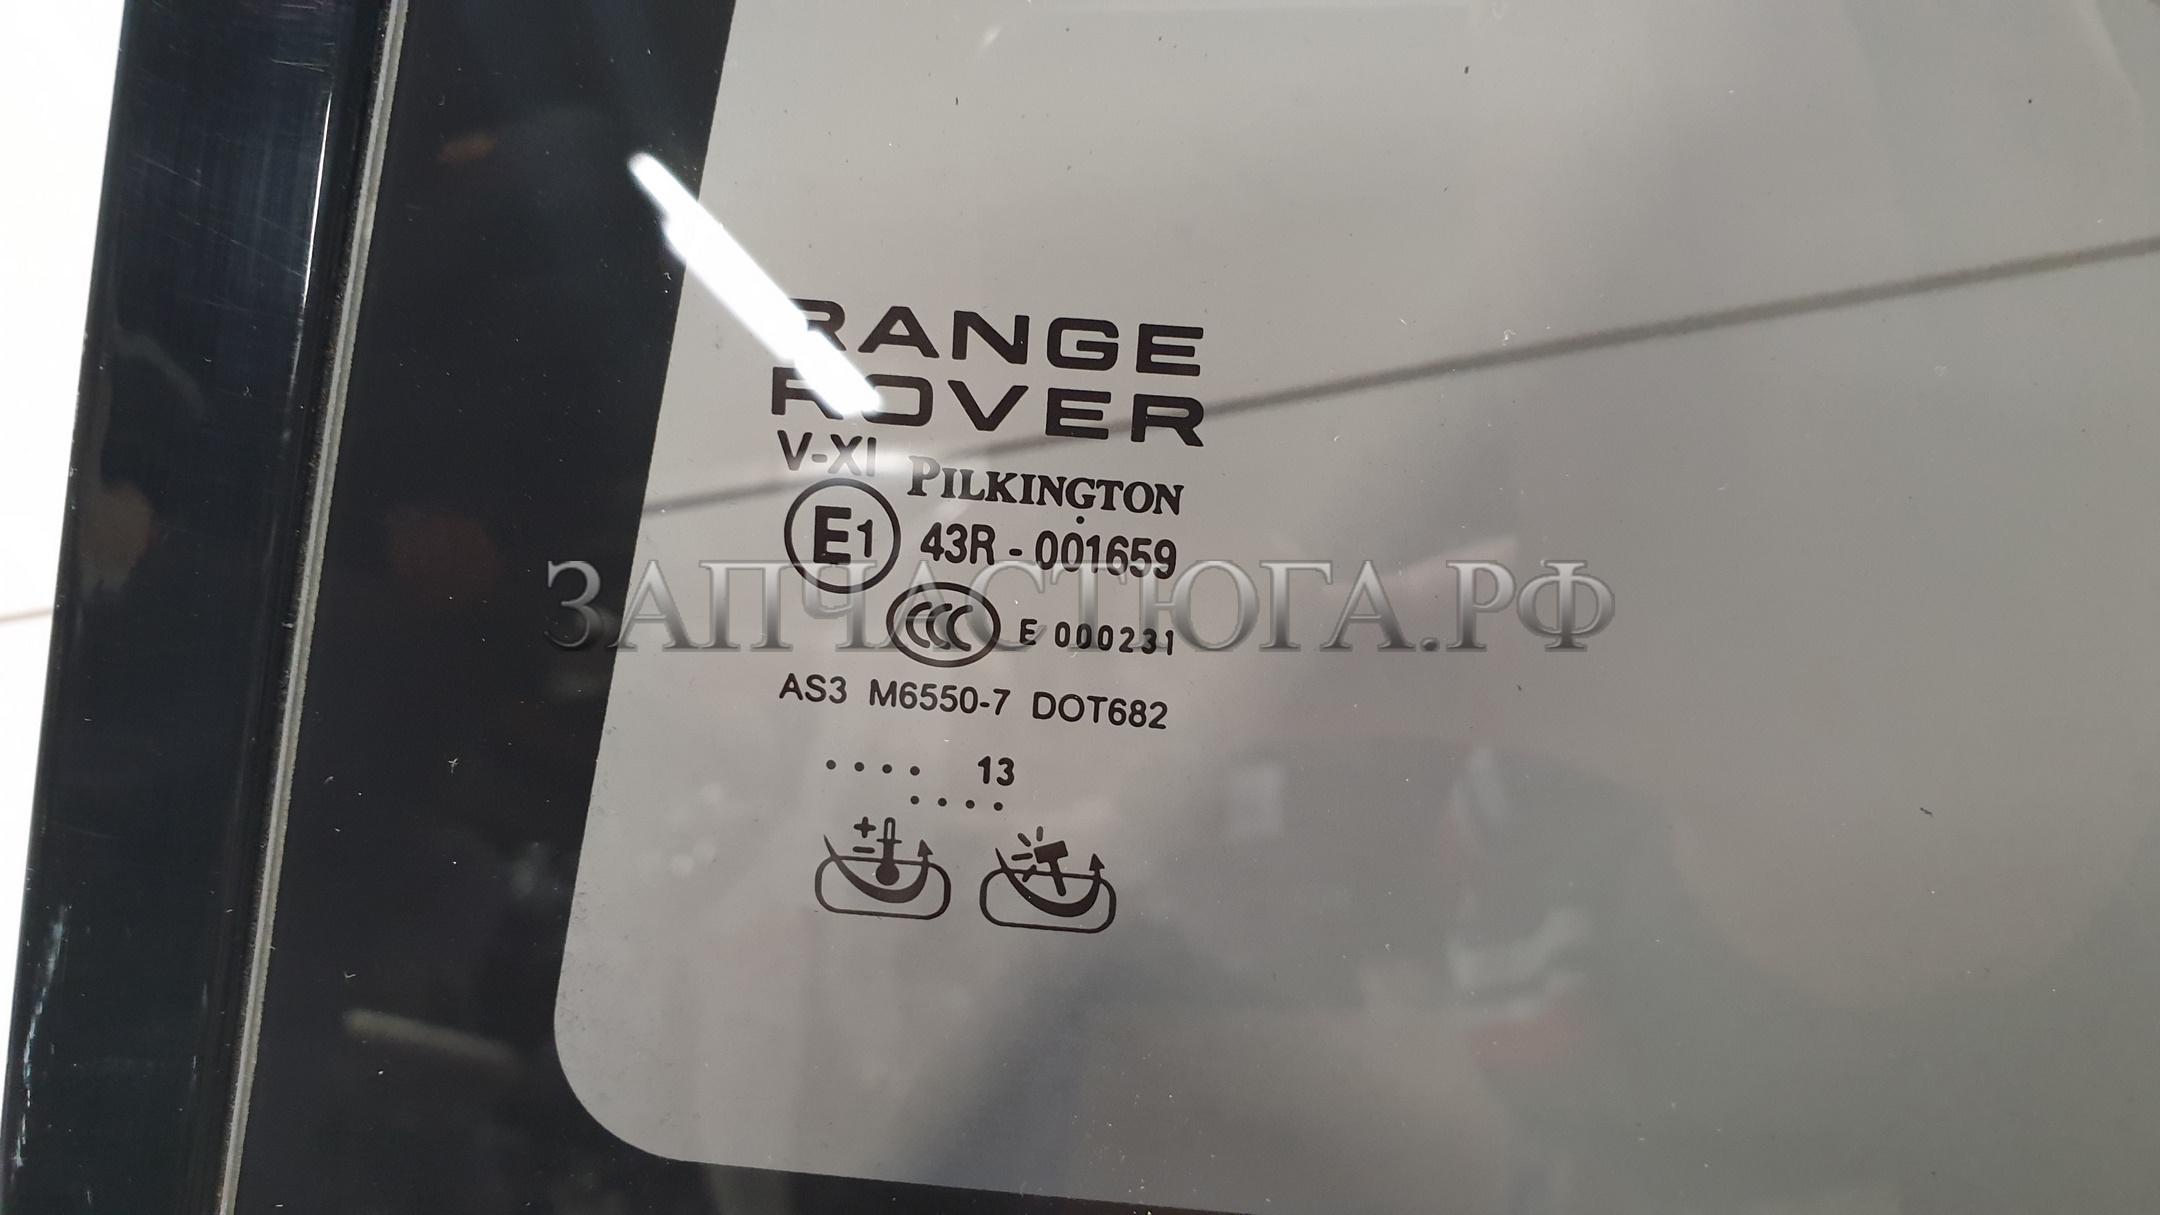 RANGE
ROVER
V-XI PILKINGTON
E1 43R - 001659
ЗАПЧАСТЮГА.РФ
CCC E 000231
AS3 M6550-7 DOT682
. . . . 13
. . . .